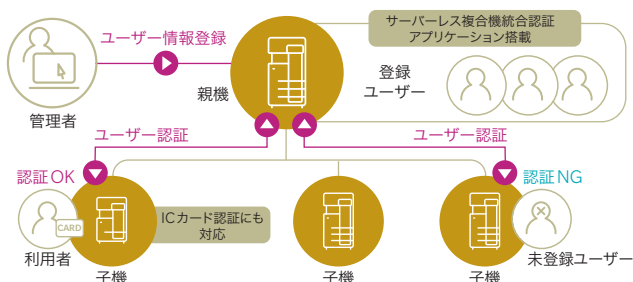 サーバーレス複合機統合認証
アプリケーション搭載
ユーザー情報登録
登録
ユーザー
親機
管理者
ユーザー認証
ユーザー認証
認証OK
認証NG
CARD
ICカード認証にも
対応
利用者
未登録ユーザー
子機
子機
子機